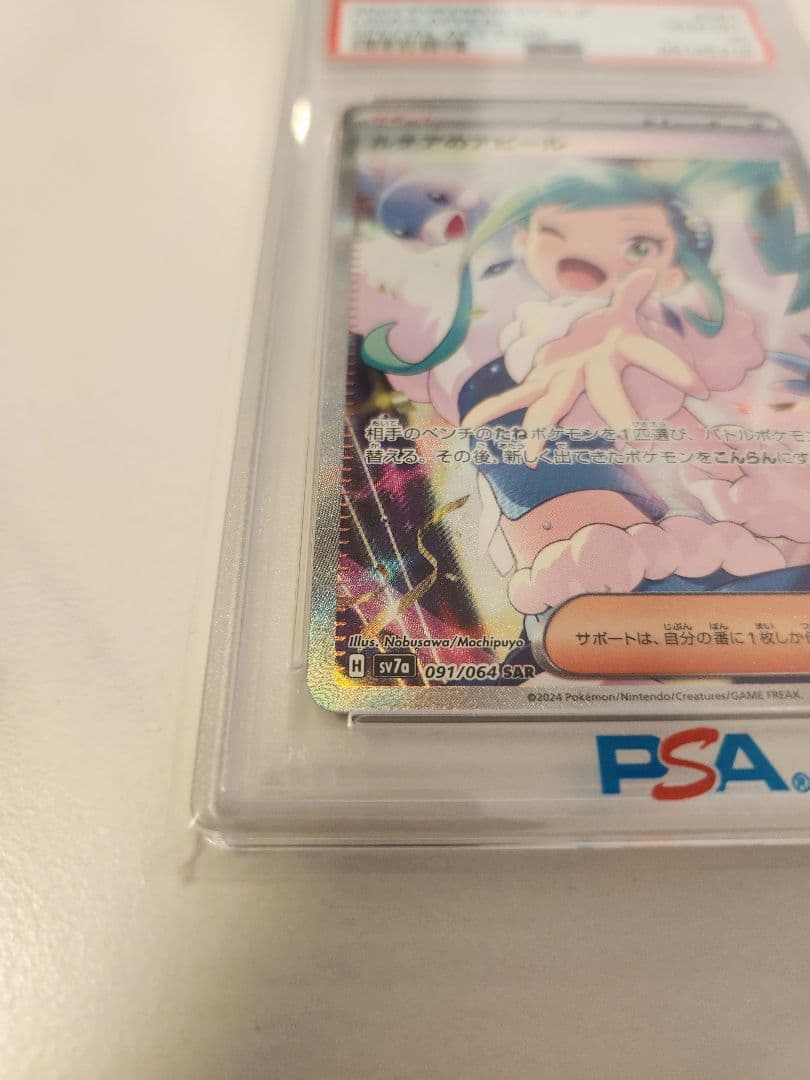 ルチアのアピール
相手のベンチのたねポケモンを1匹選び、バトルポケモ
替える。その後、新しく出てきたポケモンをこんらんにす
サポートは、自分の番に1枚しか
Illus. Nobusawa/Mochipuyo
H sv7a 091/064 SAR
©2024 Pokémon/Nintendo/Creatures/GAME FREAK.
PSA®